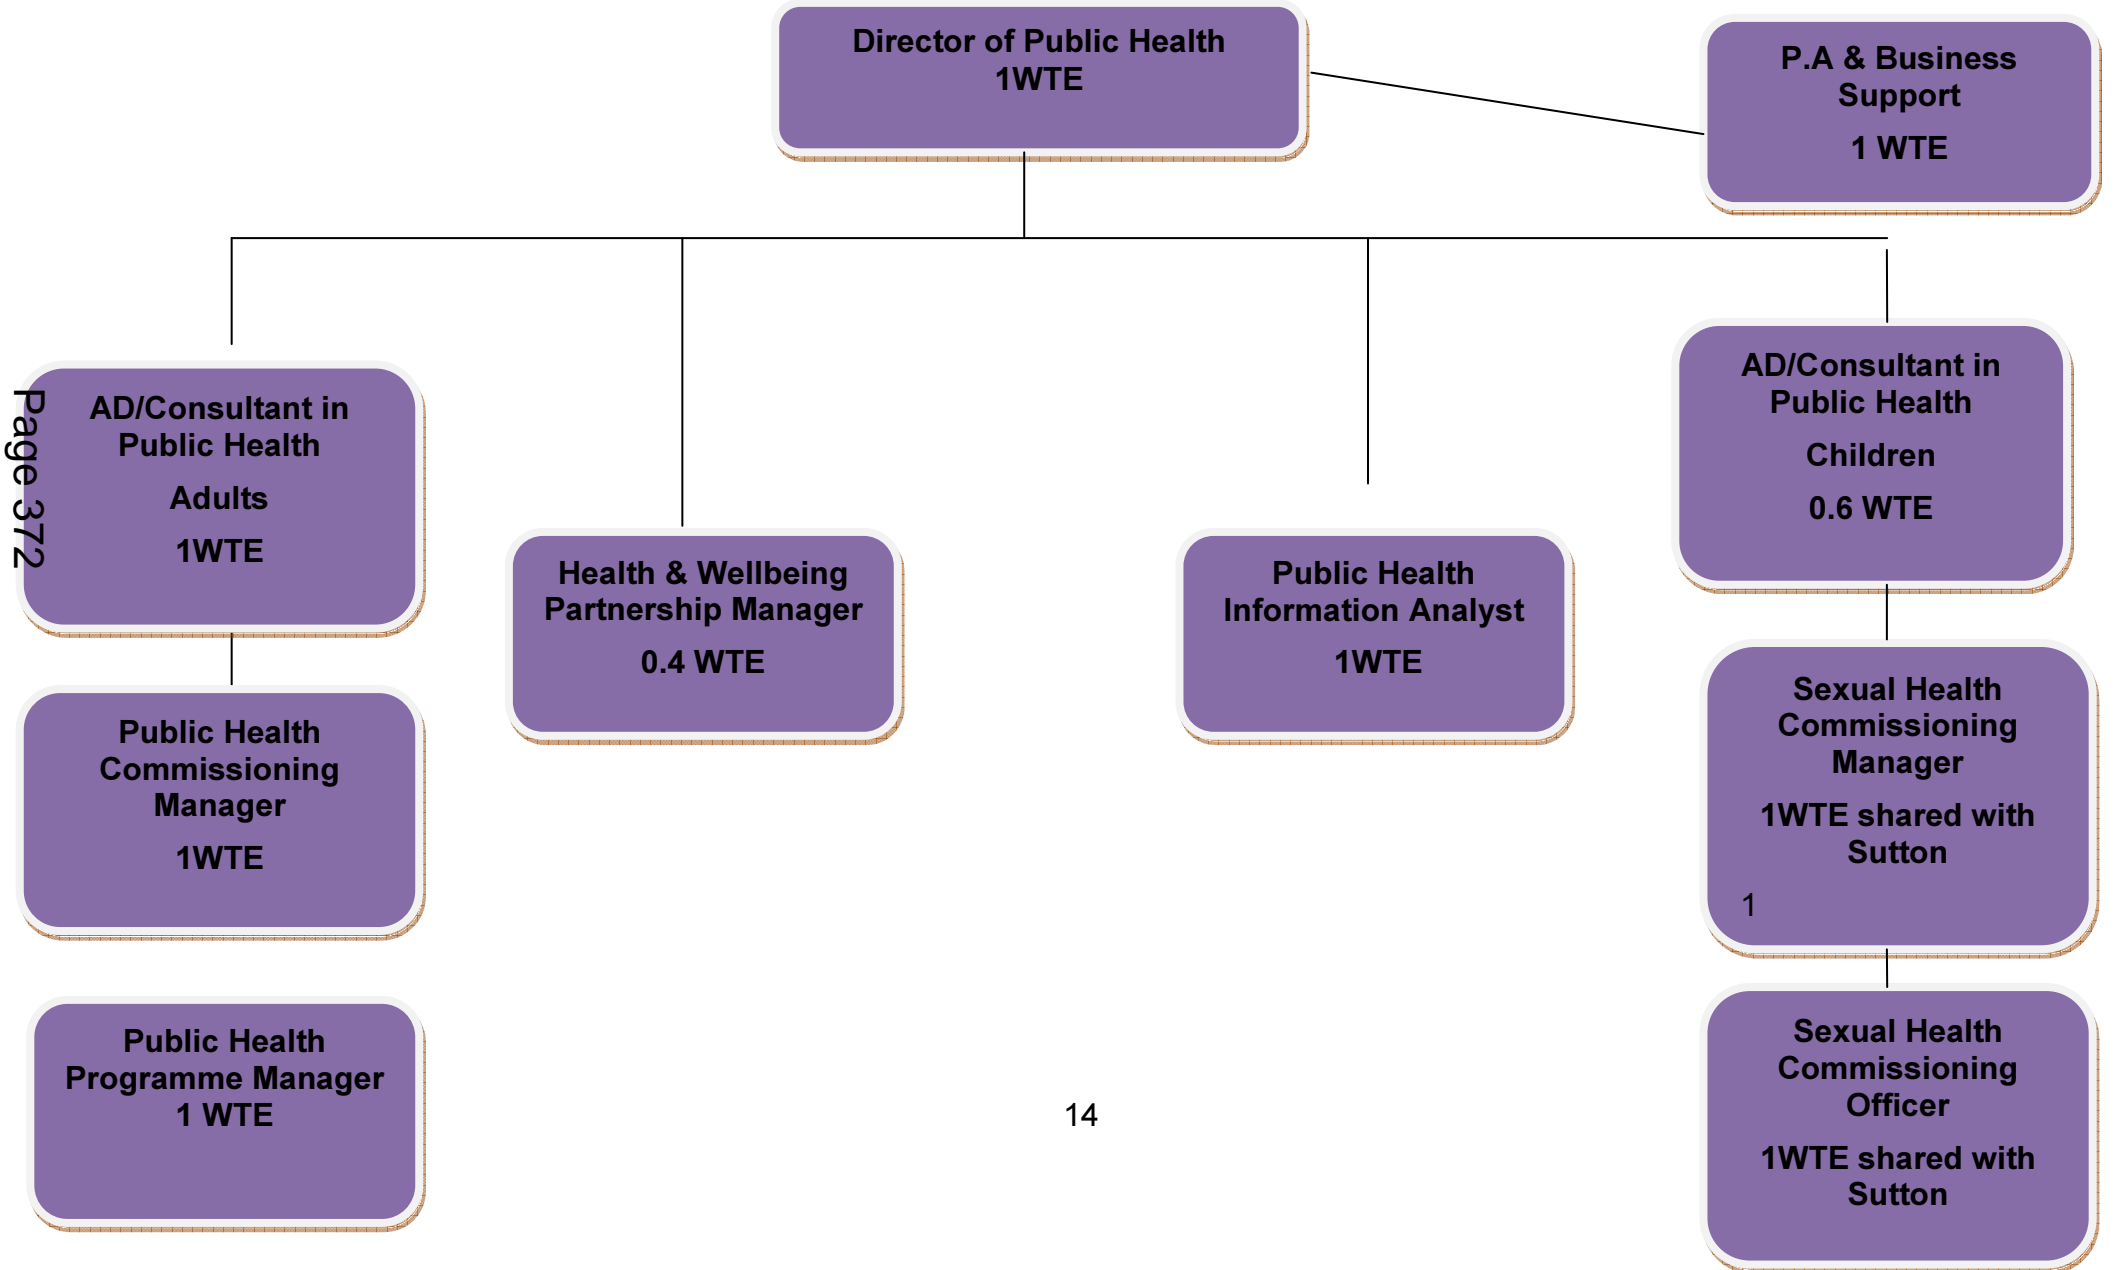 Director of Public Health
1WTE
P.A & Business
Support
1 WTE
Page 372
AD/Consultant in
Public Health
Adults
1WTE
Health & Wellbeing
Partnership Manager
0.4 WTE
Public Health
Information Analyst
1WTE
AD/Consultant in
Public Health
Children
0.6 WTE
Public Health
Commissioning
Manager
1WTE
Sexual Health
Commissioning
Manager
1WTE shared with
Sutton
1
Public Health
Programme Manager
1 WTE
14
Sexual Health
Commissioning
Officer
1WTE shared with
Sutton